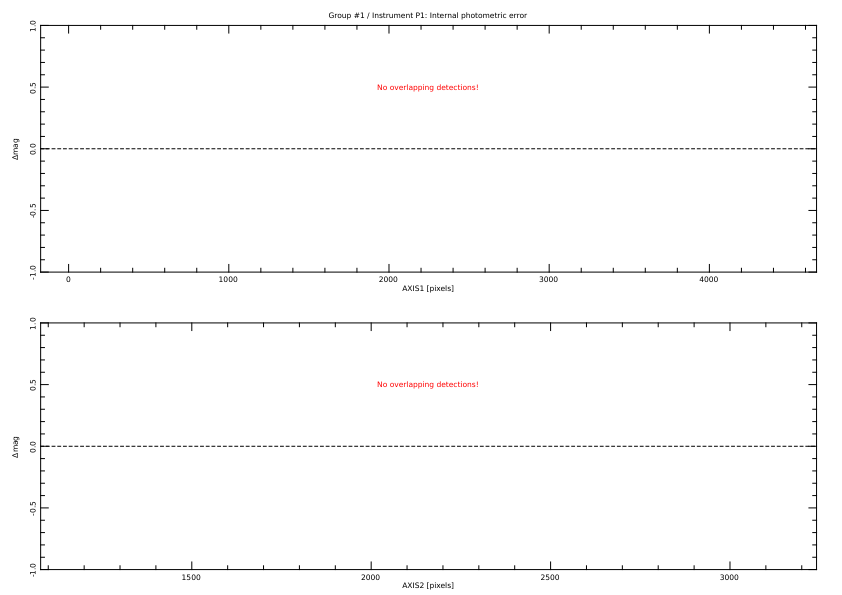 Group #1 / Instrument P1: Internal photometric error
1.0
0.5
0.0
-0.5
-1.0
Δmag
No overlapping detections!
0 1000 2000 3000 4000
AXIS1 [pixels]
1.0
0.5
0.0
-0.5
-1.0
Δmag
No overlapping detections!
1500 2000 2500 3000
AXIS2 [pixels]